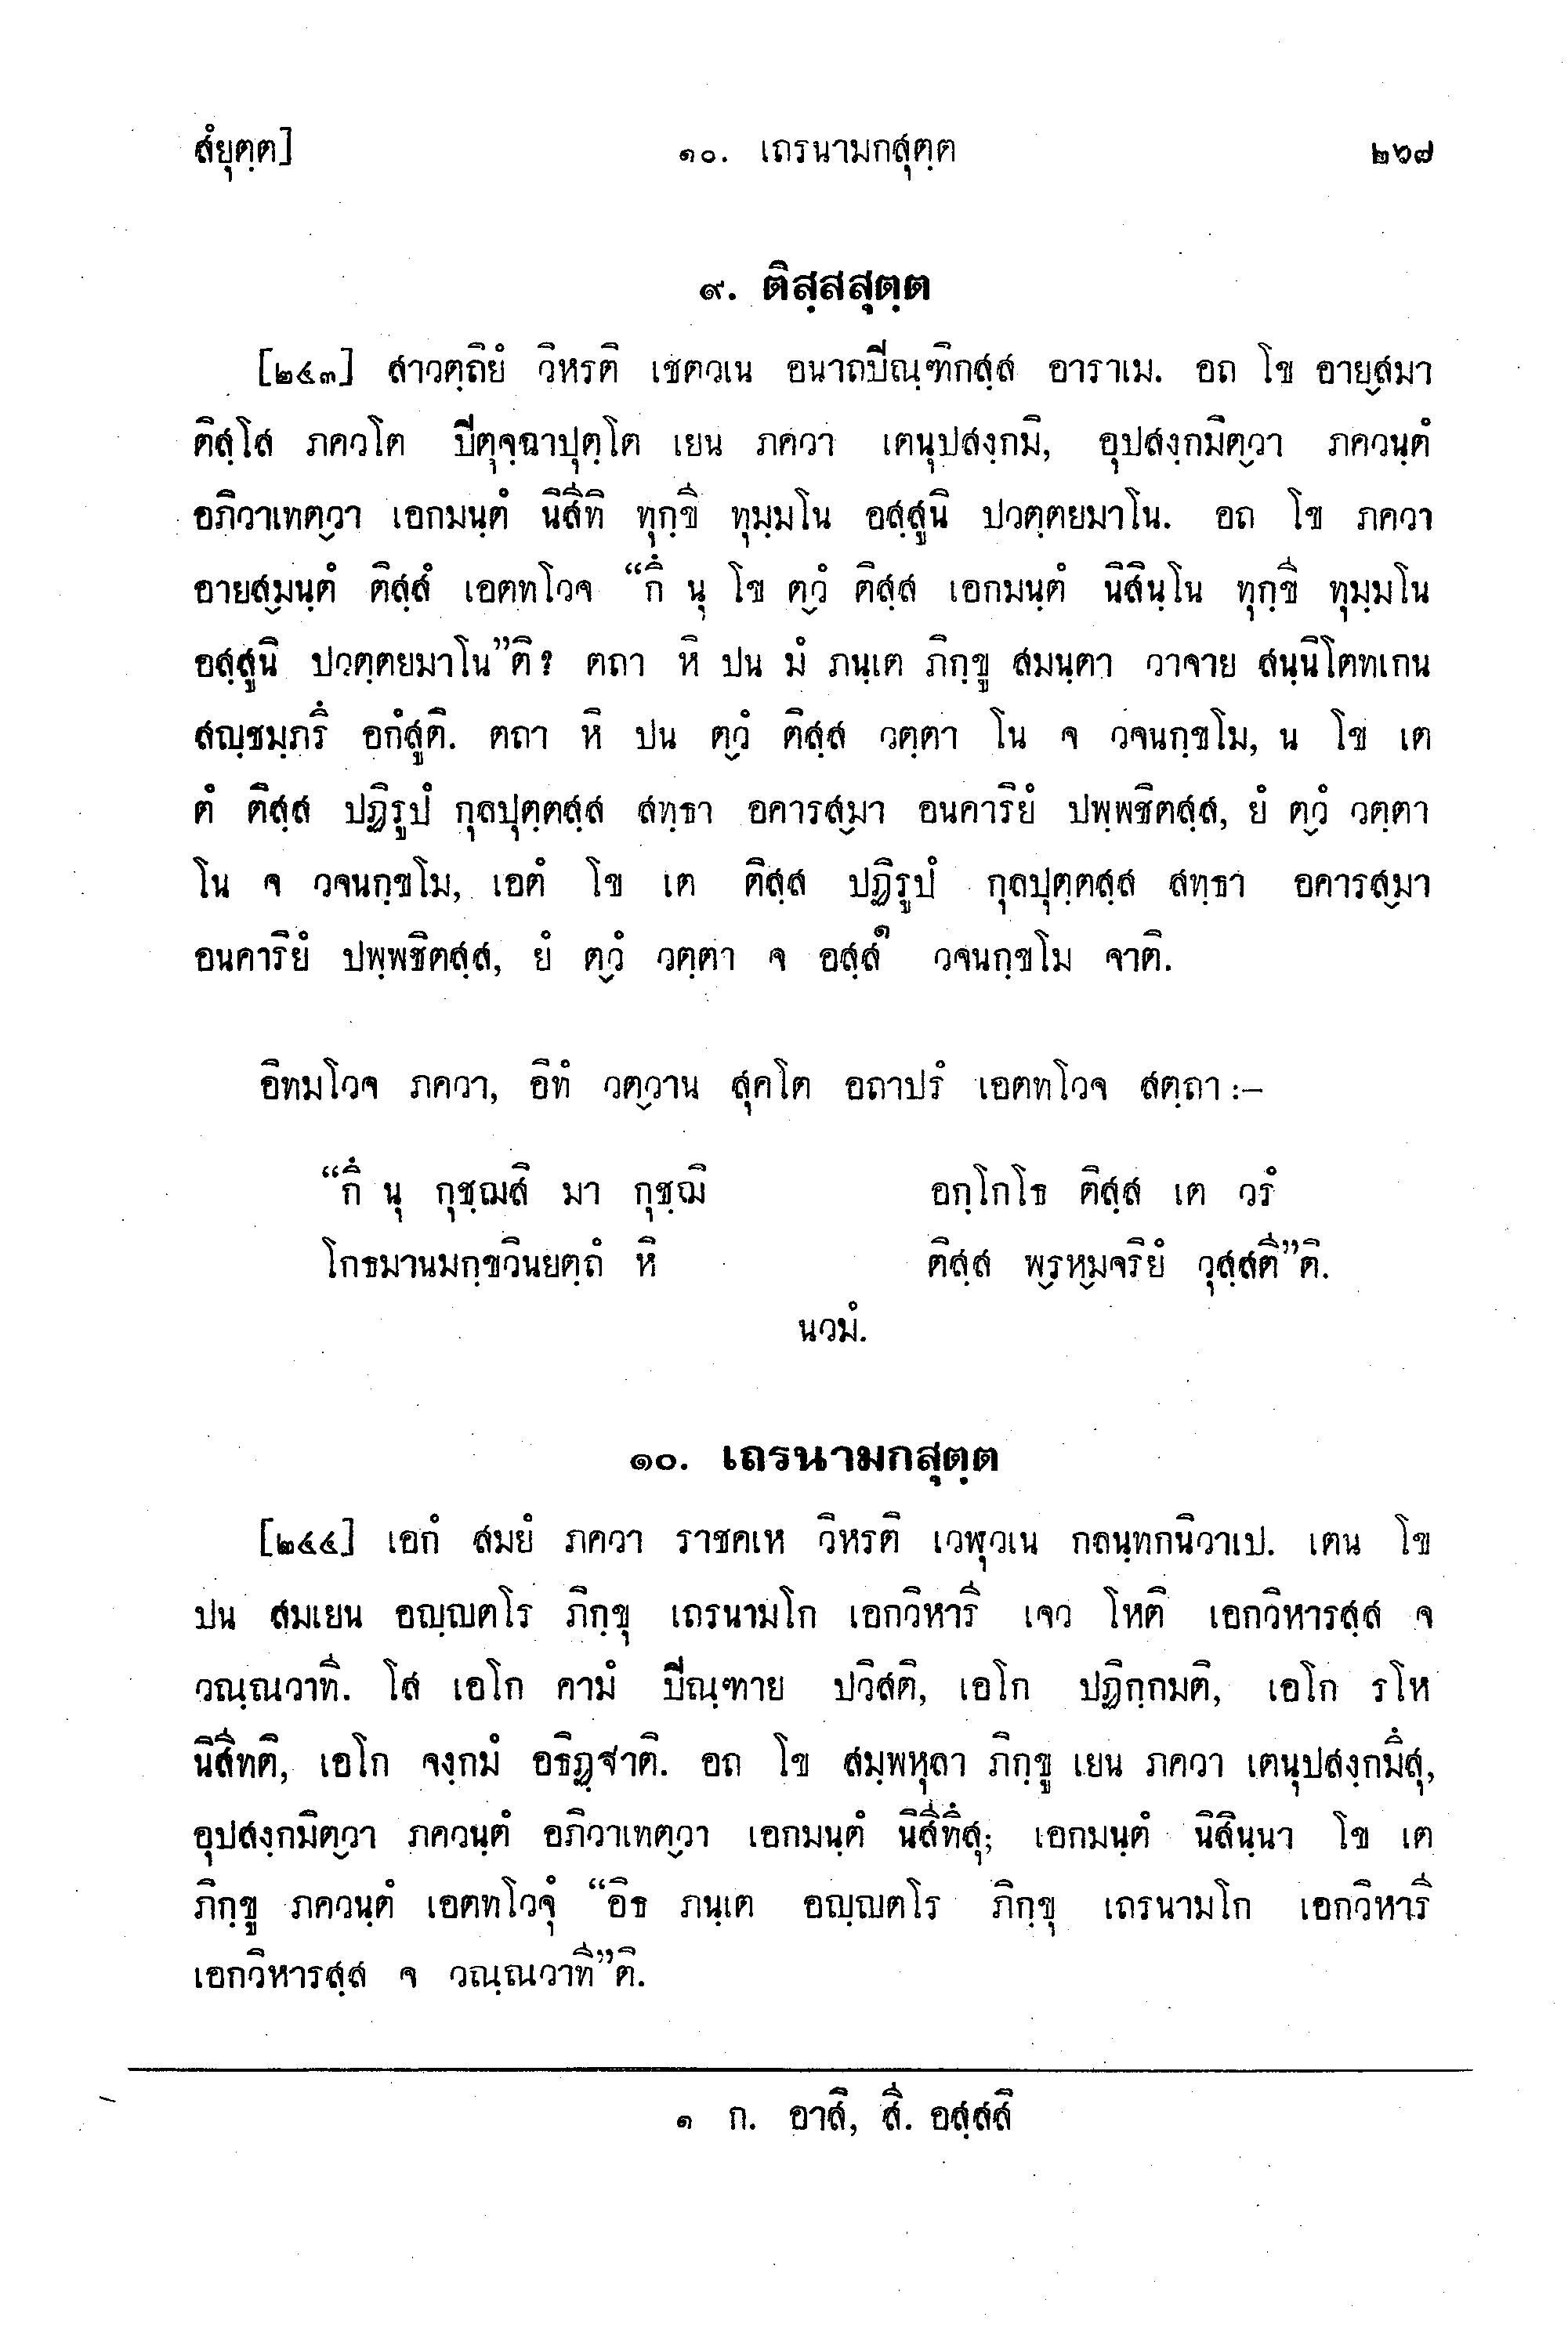 สํยุตฺต] ๑๐. เถรนามกสุตฺต ๒๖๗
๙. ติสฺสสุตฺต
[๒๔๓] สาวตฺถิยํ วิหรติ เชตวเน อนาถปิณฺฑิกสฺส อาราเม. อถ โข อายสฺมา
ติสฺโส ภควโต ปิตุจฺฉาปุตฺโต เยน ภควา เตนุปสงฺกมิ, อุปสงฺกมิตฺวา ภควนฺตํ
อภิวาเทตฺวา เอกมนฺตํ นิสีทิ ทุกฺขี ทุมฺมโน อสฺสูนิ ปวตฺตยมาโน. อถ โข ภควา
อายสฺมนฺตํ ติสฺสํ เอตทโวจ “กึ นุ โข ตฺวํ ติสฺส เอกมนฺตํ นิสินฺโน ทุกฺขี ทุมฺมโน
อสฺสูนิ ปวตฺตยมาโน”ติ? ตถา หิ ปน มํ ภนฺเต ภิกฺขู สมนฺตา วาจาย สนฺนิโตทเกน
สญฺชมฺภรึ อกํสูติ. ตถา หิ ปน ตฺวํ ติสฺส วตฺตา โน จ วจนกฺขโม, น โข เต
ตํ ติสฺส ปฏิรูปํ กุลปุตฺตสฺส สทฺธา อคารสฺมา อนคาริยํ ปพฺพชิตสฺส, ยํ ตฺวํ วตฺตา
โน จ วจนกฺขโม, เอตํ โข เต ติสฺส ปฏิรูปํ กุลปุตฺตสฺส สทฺธา อคารสฺมา
อนคาริยํ ปพฺพชิตสฺส, ยํ ตฺวํ วตฺตา จ อสฺสํ๑ วจนกฺขโม จาติ.
อิทมโวจ ภควา, อิทํ วตฺวาน สุคโต อถาปรํ เอตทโวจ สตฺถา :–
“กึ นุ กุชฺฌสิ มา กุชฺฌิ อกฺโกโธ ติสฺส เต วรํ
โกธมานมกฺขวินยตฺถํ หิ ติสฺส พฺรหฺมจริยํ วุสฺสตี”ติ.
นวมํ.
๑๐. เถรนามกสุตฺต
[๒๔๔] เอกํ สมยํ ภควา ราชคเห วิหรติ เวฬุวเน กลนฺทกนิวาเป. เตน โข
ปน สมเยน อญฺญตโร ภิกฺขุ เถรนามโก เอกวิหารี เจว โหติ เอกวิหารสฺส จ
วณฺณวาที. โส เอโก คามํ ปิณฺฑาย ปวิสติ, เอโก ปฏิกฺกมติ, เอโก รโห
นิสีทติ, เอโก จงฺกมํ อธิฏฺฐาติ. อถ โข สมฺพหุลา ภิกฺขู เยน ภควา เตนุปสงฺกมึสุ,
อุปสงฺกมิตฺวา ภควนฺตํ อภิวาเทตฺวา เอกมนฺตํ นิสีทึสุ; เอกมนฺตํ นิสินฺนา โข เต
ภิกฺขู ภควนฺตํ เอตทโวจุํ “อิธ ภนฺเต อญฺญตโร ภิกฺขุ เถรนามโก เอกวิหารี
เอกวิหารสฺส จ วณฺณวาที”ติ.
๑ ก. อาสิ, สี. อสฺสสิ